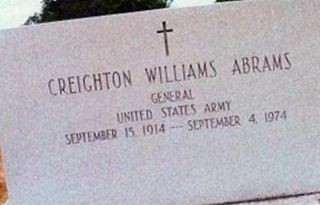 CREIGHTON WILLIAMS ABRAMS
GENERAL
UNITED STATES ARMY
SEPTEMBER 15, 1914 — SEPTEMBER 4, 1974